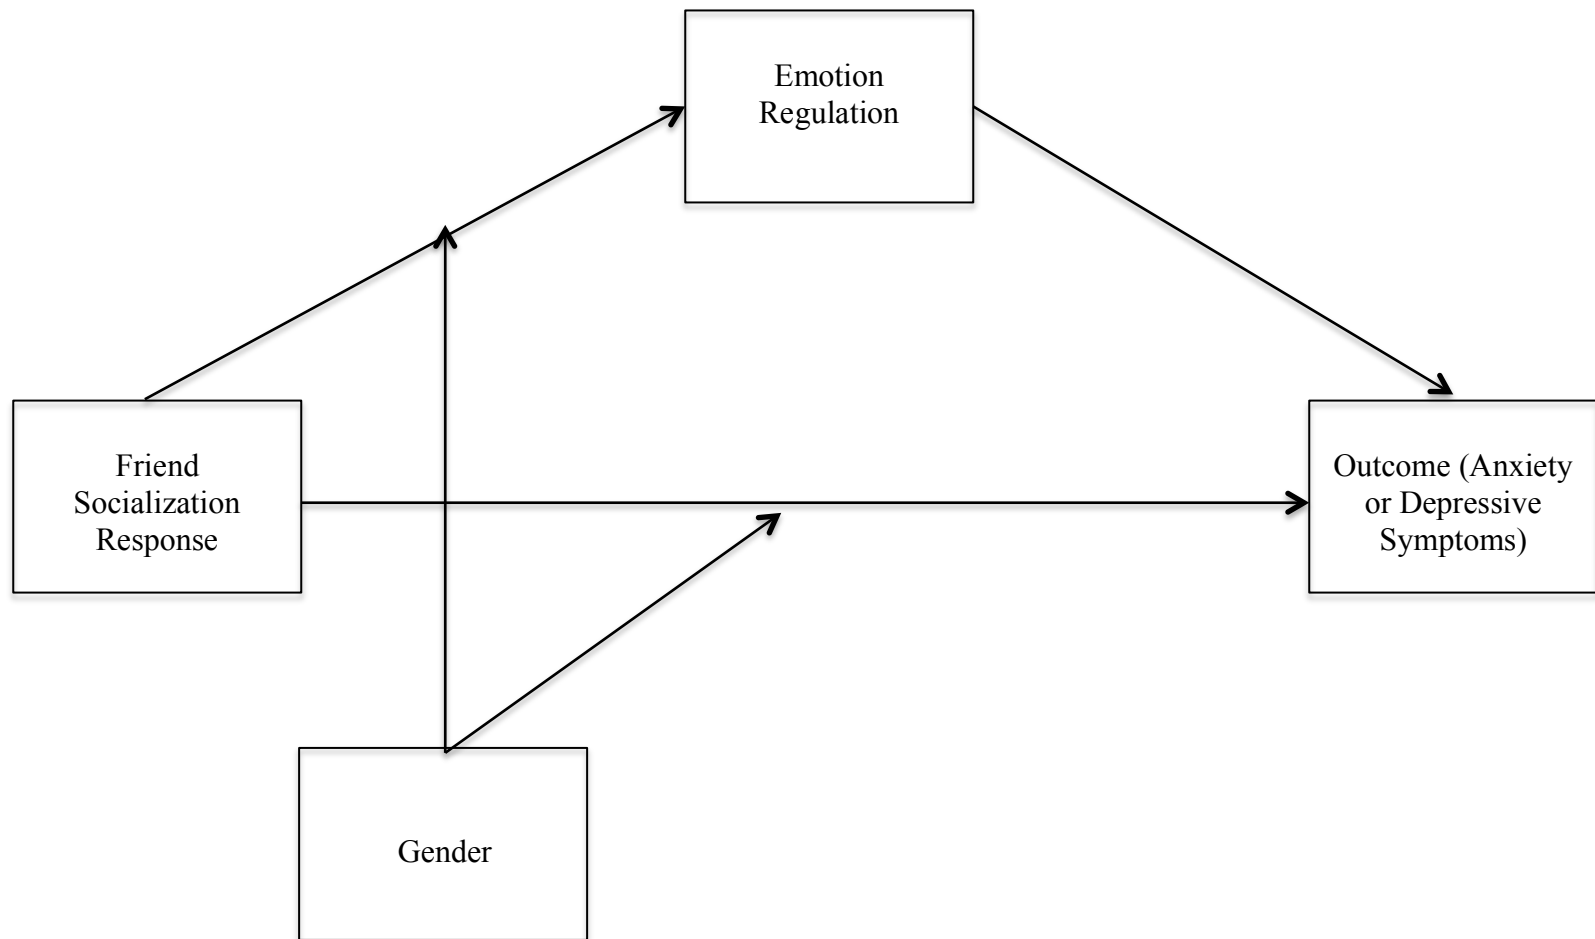 Emotion
Regulation
Friend
Socialization
Response
Outcome (Anxiety
or Depressive
Symptoms)
Gender